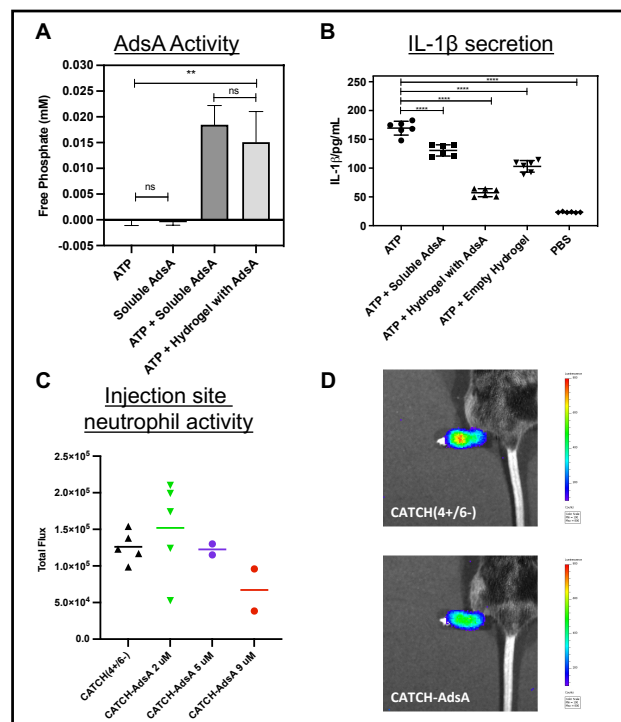 A
AdsA Activity
Free Phosphate (mM)
0.030
0.025
0.020
0.015
0.010
0.005
0.000
-0.005
**
ns
ns
ATP
Soluble AdsA
ATP + Soluble AdsA
ATP + Hydrogel with AdsA
B
IL-1β secretion
IL-1β/pg/mL
200
150
100
50
0
****
****
****
****
ATP
ATP + Soluble AdsA
ATP + Hydrogel with AdsA
ATP + Empty Hydrogel
PBS
C
Injection site
neutrophil activity
Total Flux
2.5×10⁵
2.0×10⁵
1.5×10⁵
1.0×10⁵
5.0×10⁴
0.0
CATCH(4+/6-)
CATCH-AdsA 2 uM
CATCH-AdsA 5 uM
CATCH-AdsA 9 uM
D
CATCH(4+/6-)
CATCH-AdsA